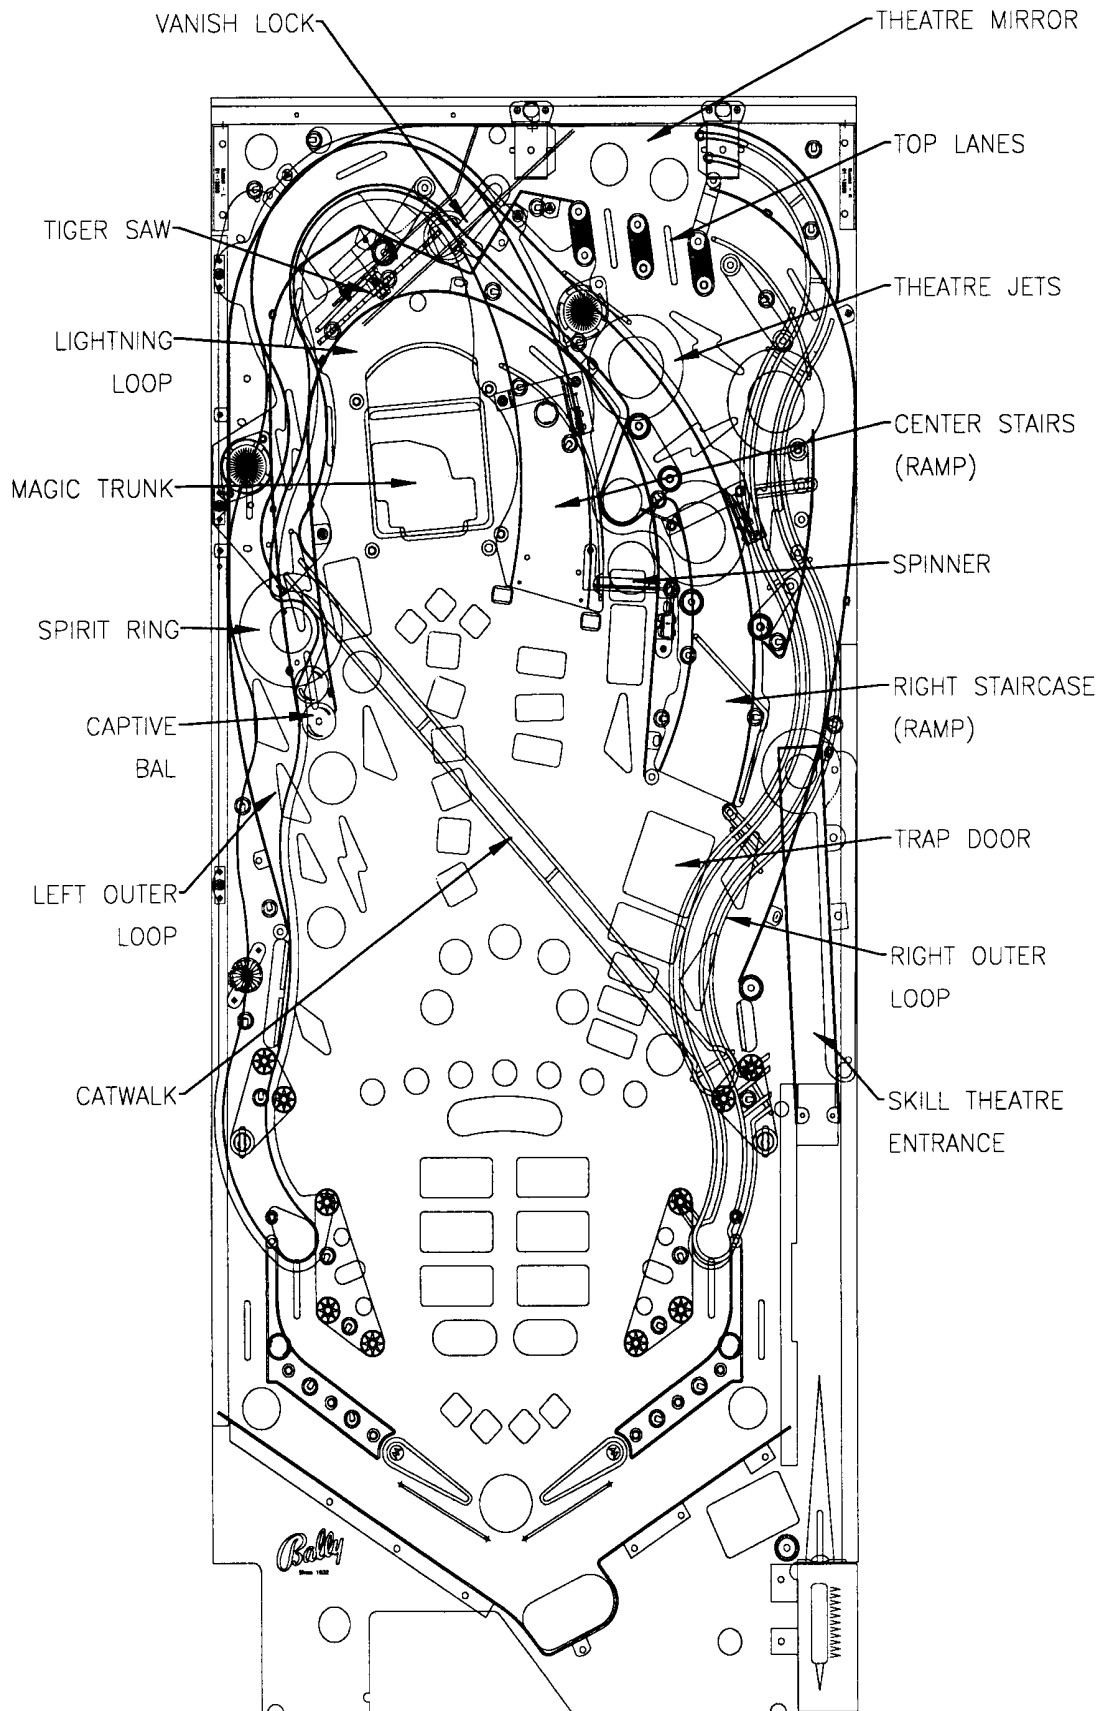 VANISH LOCK
THEATRE MIRROR
TOP LANES
TIGER SAW
THEATRE JETS
LIGHTNING
LOOP
CENTER STAIRS
(RAMP)
MAGIC TRUNK
SPINNER
SPIRIT RING
RIGHT STAIRCASE
(RAMP)
CAPTIVE
BAL
TRAP DOOR
LEFT OUTER
LOOP
RIGHT OUTER
LOOP
CATWALK
SKILL THEATRE
ENTRANCE
Bally
Since 1932